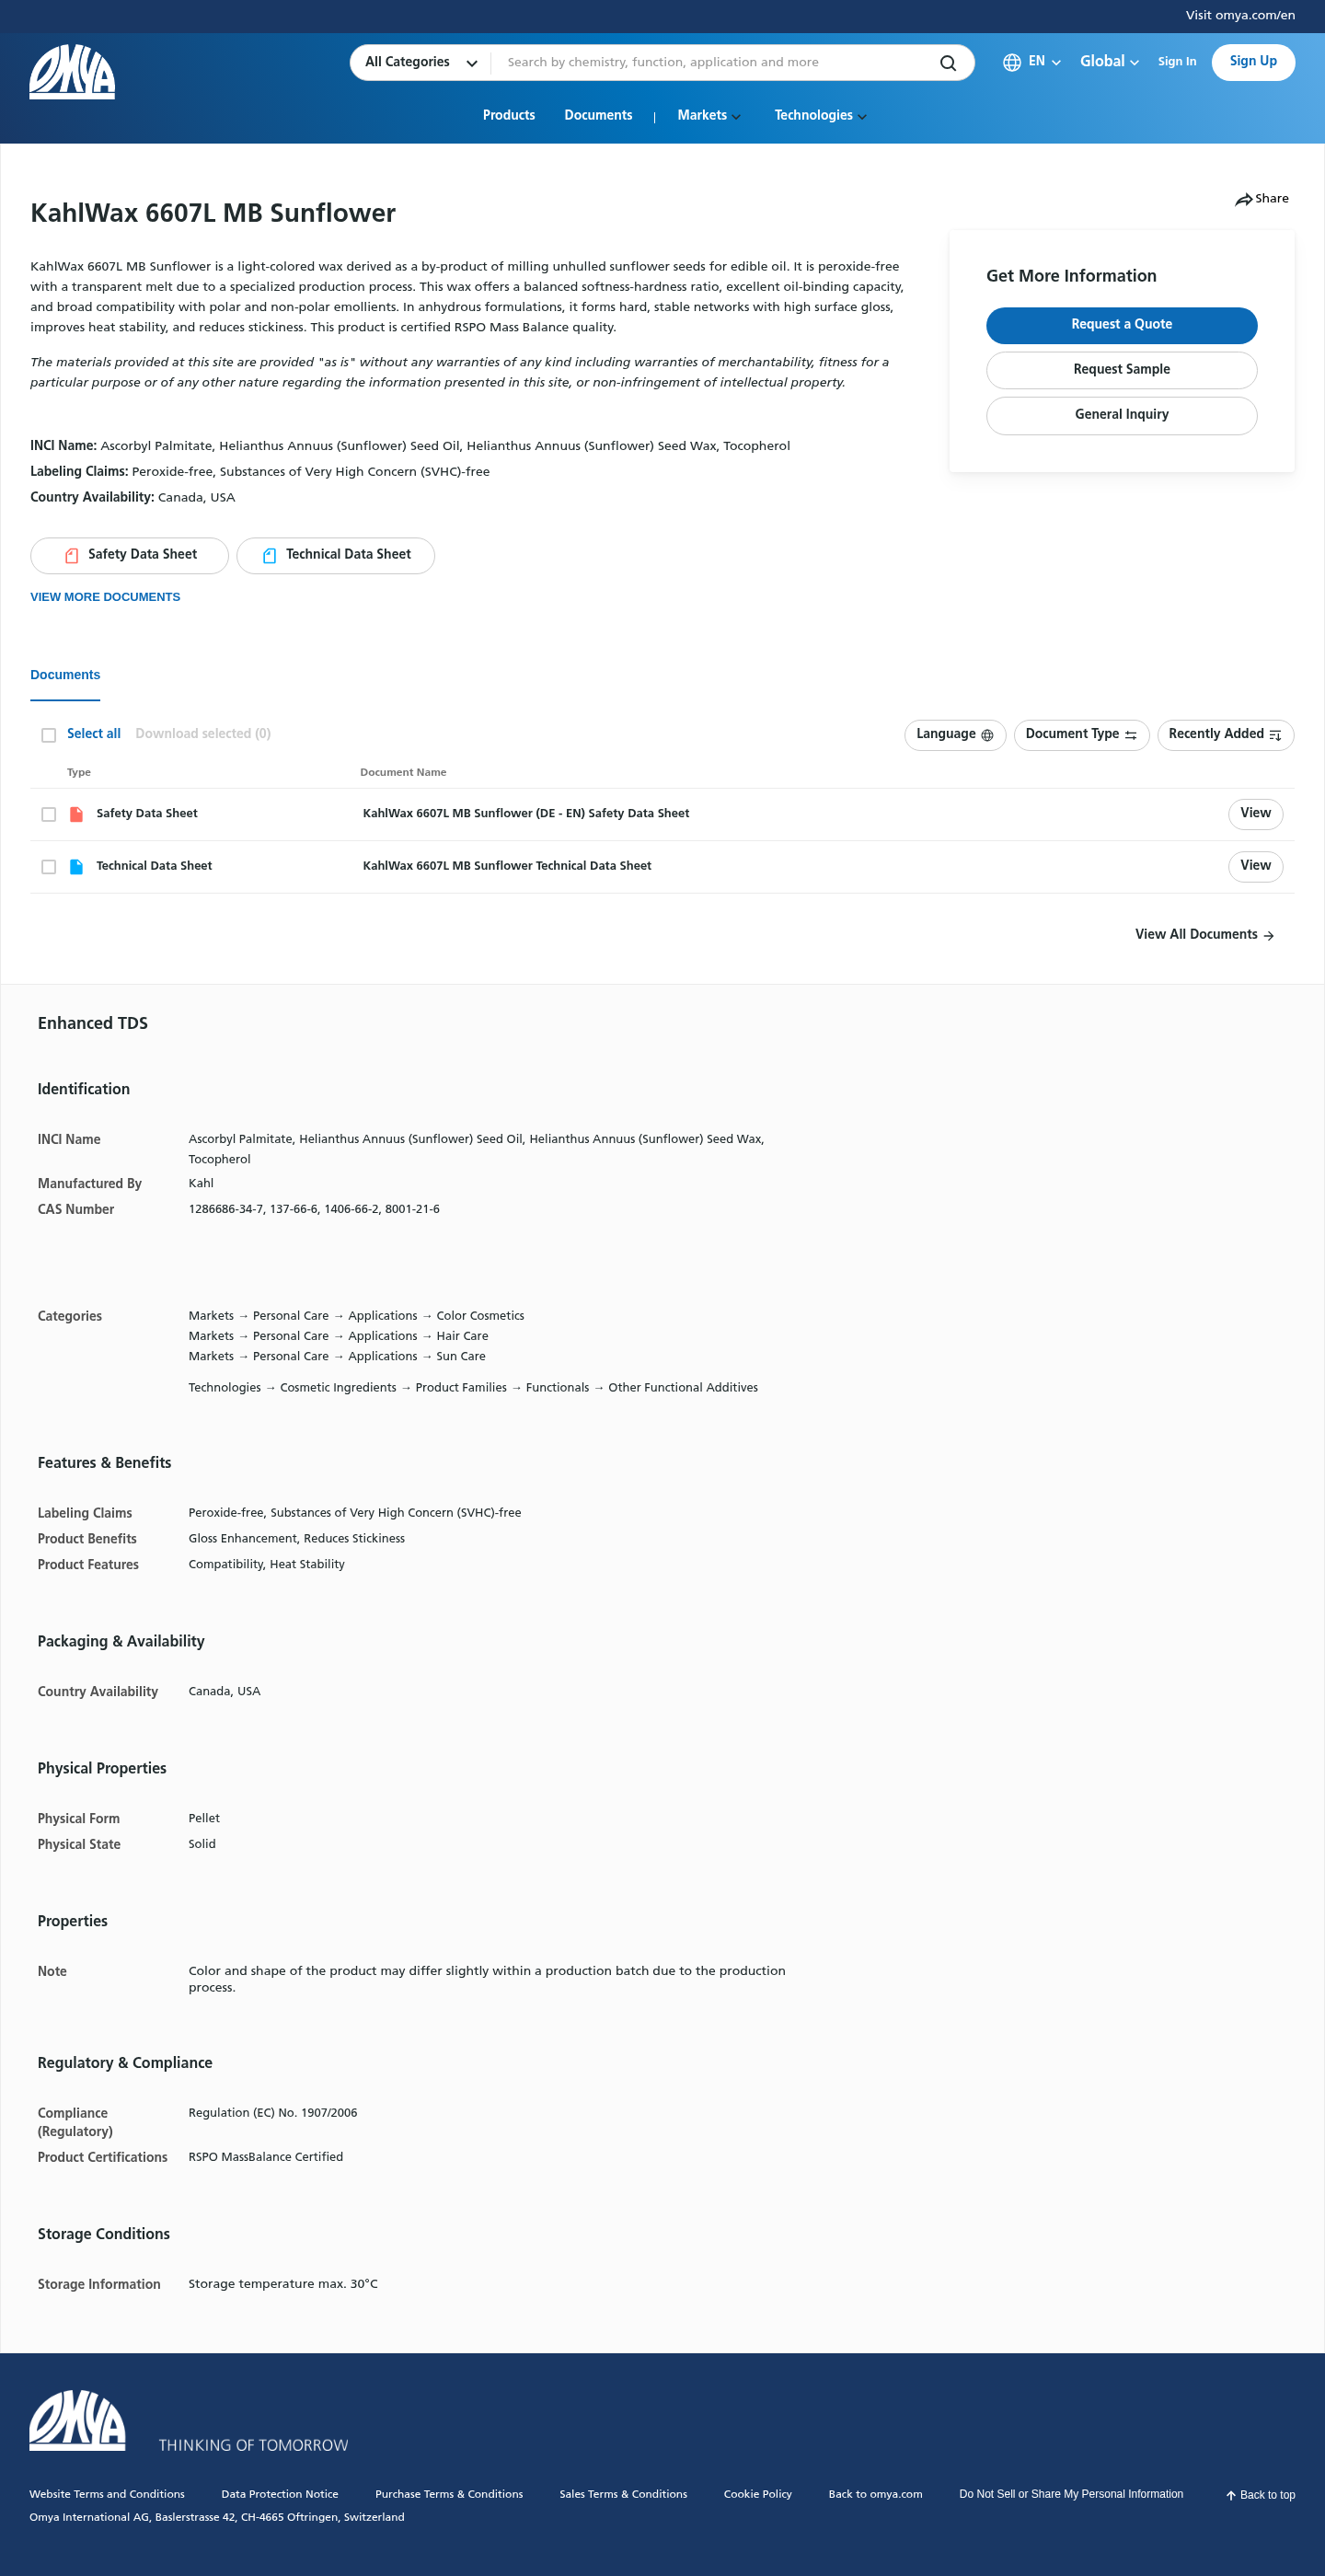 Visit omya.com/en
OMYA
All Categories
Search by chemistry, function, application and more
EN
Global
Sign In
Sign Up
Products
Documents
Markets
Technologies
Share
KahlWax 6607L MB Sunflower
KahlWax 6607L MB Sunflower is a light-colored wax derived as a by-product of milling unhulled sunflower seeds for edible oil. It is peroxide-free
with a transparent melt due to a specialized production process. This wax offers a balanced softness-hardness ratio, excellent oil-binding capacity,
and broad compatibility with polar and non-polar emollients. In anhydrous formulations, it forms hard, stable networks with high surface gloss,
improves heat stability, and reduces stickiness. This product is certified RSPO Mass Balance quality.
The materials provided at this site are provided "as is" without any warranties of any kind including warranties of merchantability, fitness for a
particular purpose or of any other nature regarding the information presented in this site, or non-infringement of intellectual property.
Get More Information
Request a Quote
Request Sample
General Inquiry
INCI Name: Ascorbyl Palmitate, Helianthus Annuus (Sunflower) Seed Oil, Helianthus Annuus (Sunflower) Seed Wax, Tocopherol
Labeling Claims: Peroxide-free, Substances of Very High Concern (SVHC)-free
Country Availability: Canada, USA
Safety Data Sheet
Technical Data Sheet
VIEW MORE DOCUMENTS
Documents
Select all
Download selected (0)
Language
Document Type
Recently Added
Type
Document Name
Safety Data Sheet
KahlWax 6607L MB Sunflower (DE - EN) Safety Data Sheet
View
Technical Data Sheet
KahlWax 6607L MB Sunflower Technical Data Sheet
View
View All Documents →
Enhanced TDS
Identification
INCI Name
Ascorbyl Palmitate, Helianthus Annuus (Sunflower) Seed Oil, Helianthus Annuus (Sunflower) Seed Wax,
Tocopherol
Manufactured By
Kahl
CAS Number
1286686-34-7, 137-66-6, 1406-66-2, 8001-21-6
Categories
Markets → Personal Care → Applications → Color Cosmetics
Markets → Personal Care → Applications → Hair Care
Markets → Personal Care → Applications → Sun Care
Technologies → Cosmetic Ingredients → Product Families → Functionals → Other Functional Additives
Features & Benefits
Labeling Claims
Peroxide-free, Substances of Very High Concern (SVHC)-free
Product Benefits
Gloss Enhancement, Reduces Stickiness
Product Features
Compatibility, Heat Stability
Packaging & Availability
Country Availability
Canada, USA
Physical Properties
Physical Form
Pellet
Physical State
Solid
Properties
Note
Color and shape of the product may differ slightly within a production batch due to the production
process.
Regulatory & Compliance
Compliance
(Regulatory)
Regulation (EC) No. 1907/2006
Product Certifications
RSPO MassBalance Certified
Storage Conditions
Storage Information
Storage temperature max. 30°C
OMYA
THINKING OF TOMORROW
Website Terms and Conditions
Data Protection Notice
Purchase Terms & Conditions
Sales Terms & Conditions
Cookie Policy
Back to omya.com
Do Not Sell or Share My Personal Information
Back to top
Omya International AG, Baslerstrasse 42, CH-4665 Oftringen, Switzerland